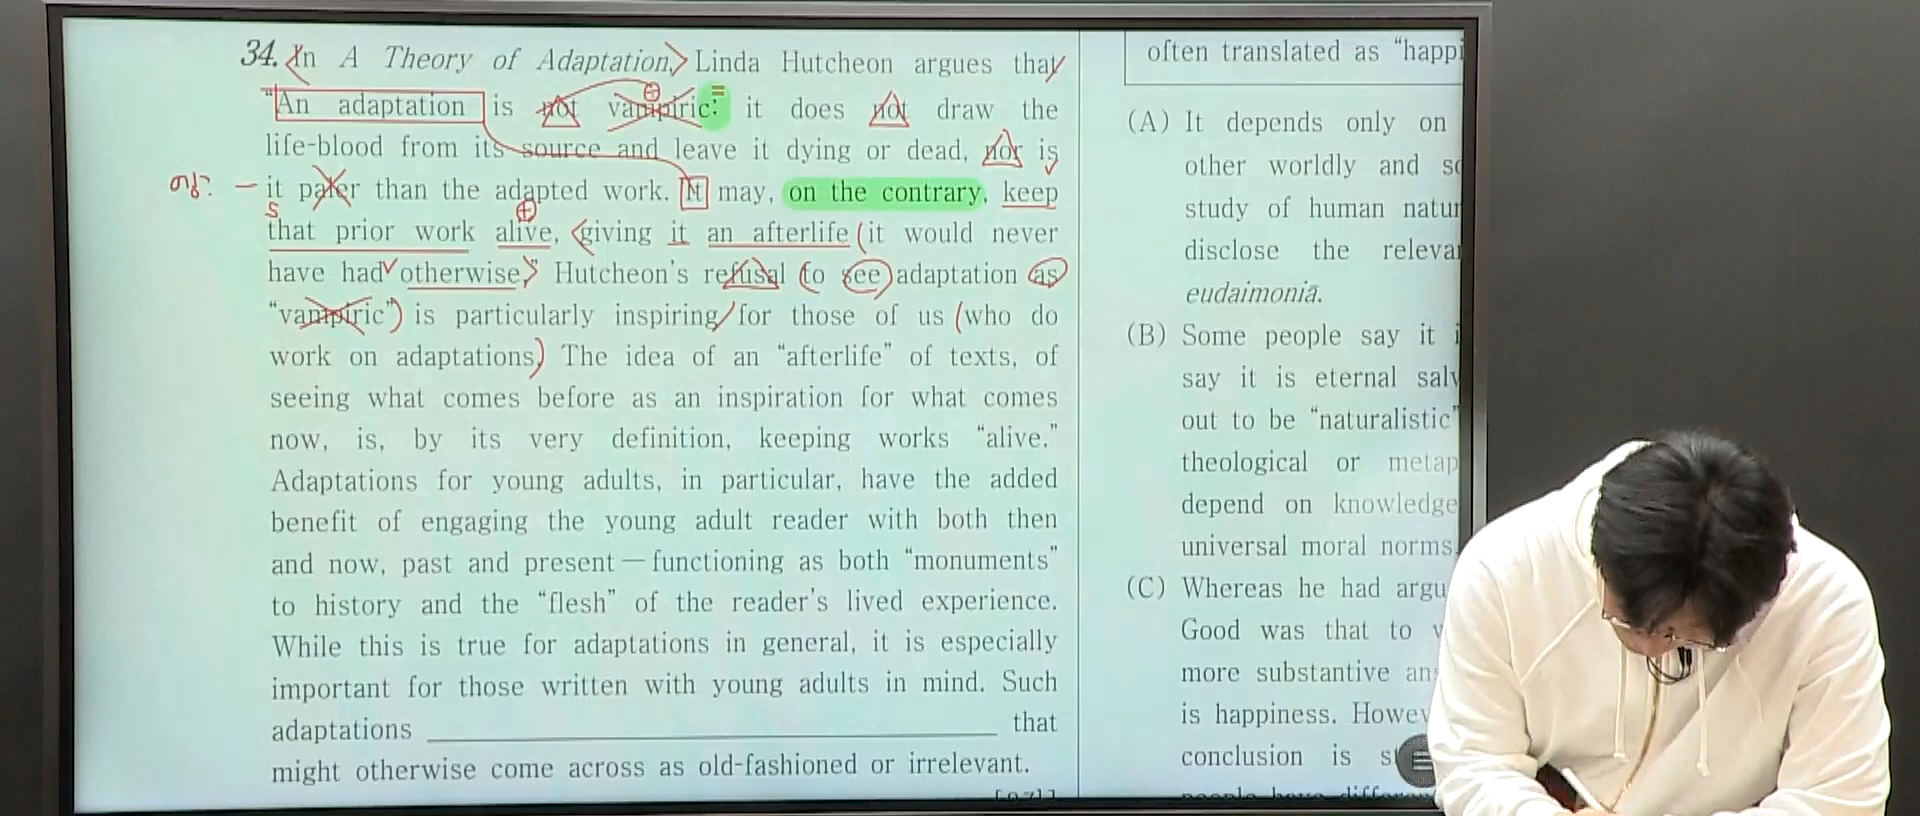 34. In A Theory of Adaptation, Linda Hutcheon argues that
"An adaptation is not vampiric: it does not draw the
life-blood from its source and leave it dying or dead, nor is
it paler than the adapted work. It may, on the contrary, keep
that prior work alive, giving it an afterlife it would never
have had otherwise." Hutcheon's refusal to see adaptation as
"vampiric" is particularly inspiring for those of us who do
work on adaptations. The idea of an "afterlife" of texts, of
seeing what comes before as an inspiration for what comes
now, is, by its very definition, keeping works "alive."
Adaptations for young adults, in particular, have the added
benefit of engaging the young adult reader with both then
and now, past and present — functioning as both "monuments"
to history and the "flesh" of the reader's lived experience.
While this is true for adaptations in general, it is especially
important for those written with young adults in mind. Such
adaptations ____________ that
might otherwise come across as old-fashioned or irrelevant.
often translated as "happi
(A) It depends only on
other worldly and so
study of human natur
disclose the releva
eudaimonia.
(B) Some people say it i
say it is eternal salv
out to be "naturalistic"
theological or metap
depend on knowledge
universal moral norms.
(C) Whereas he had argu
Good was that to
more substantive an
is happiness. Howev
conclusion is s